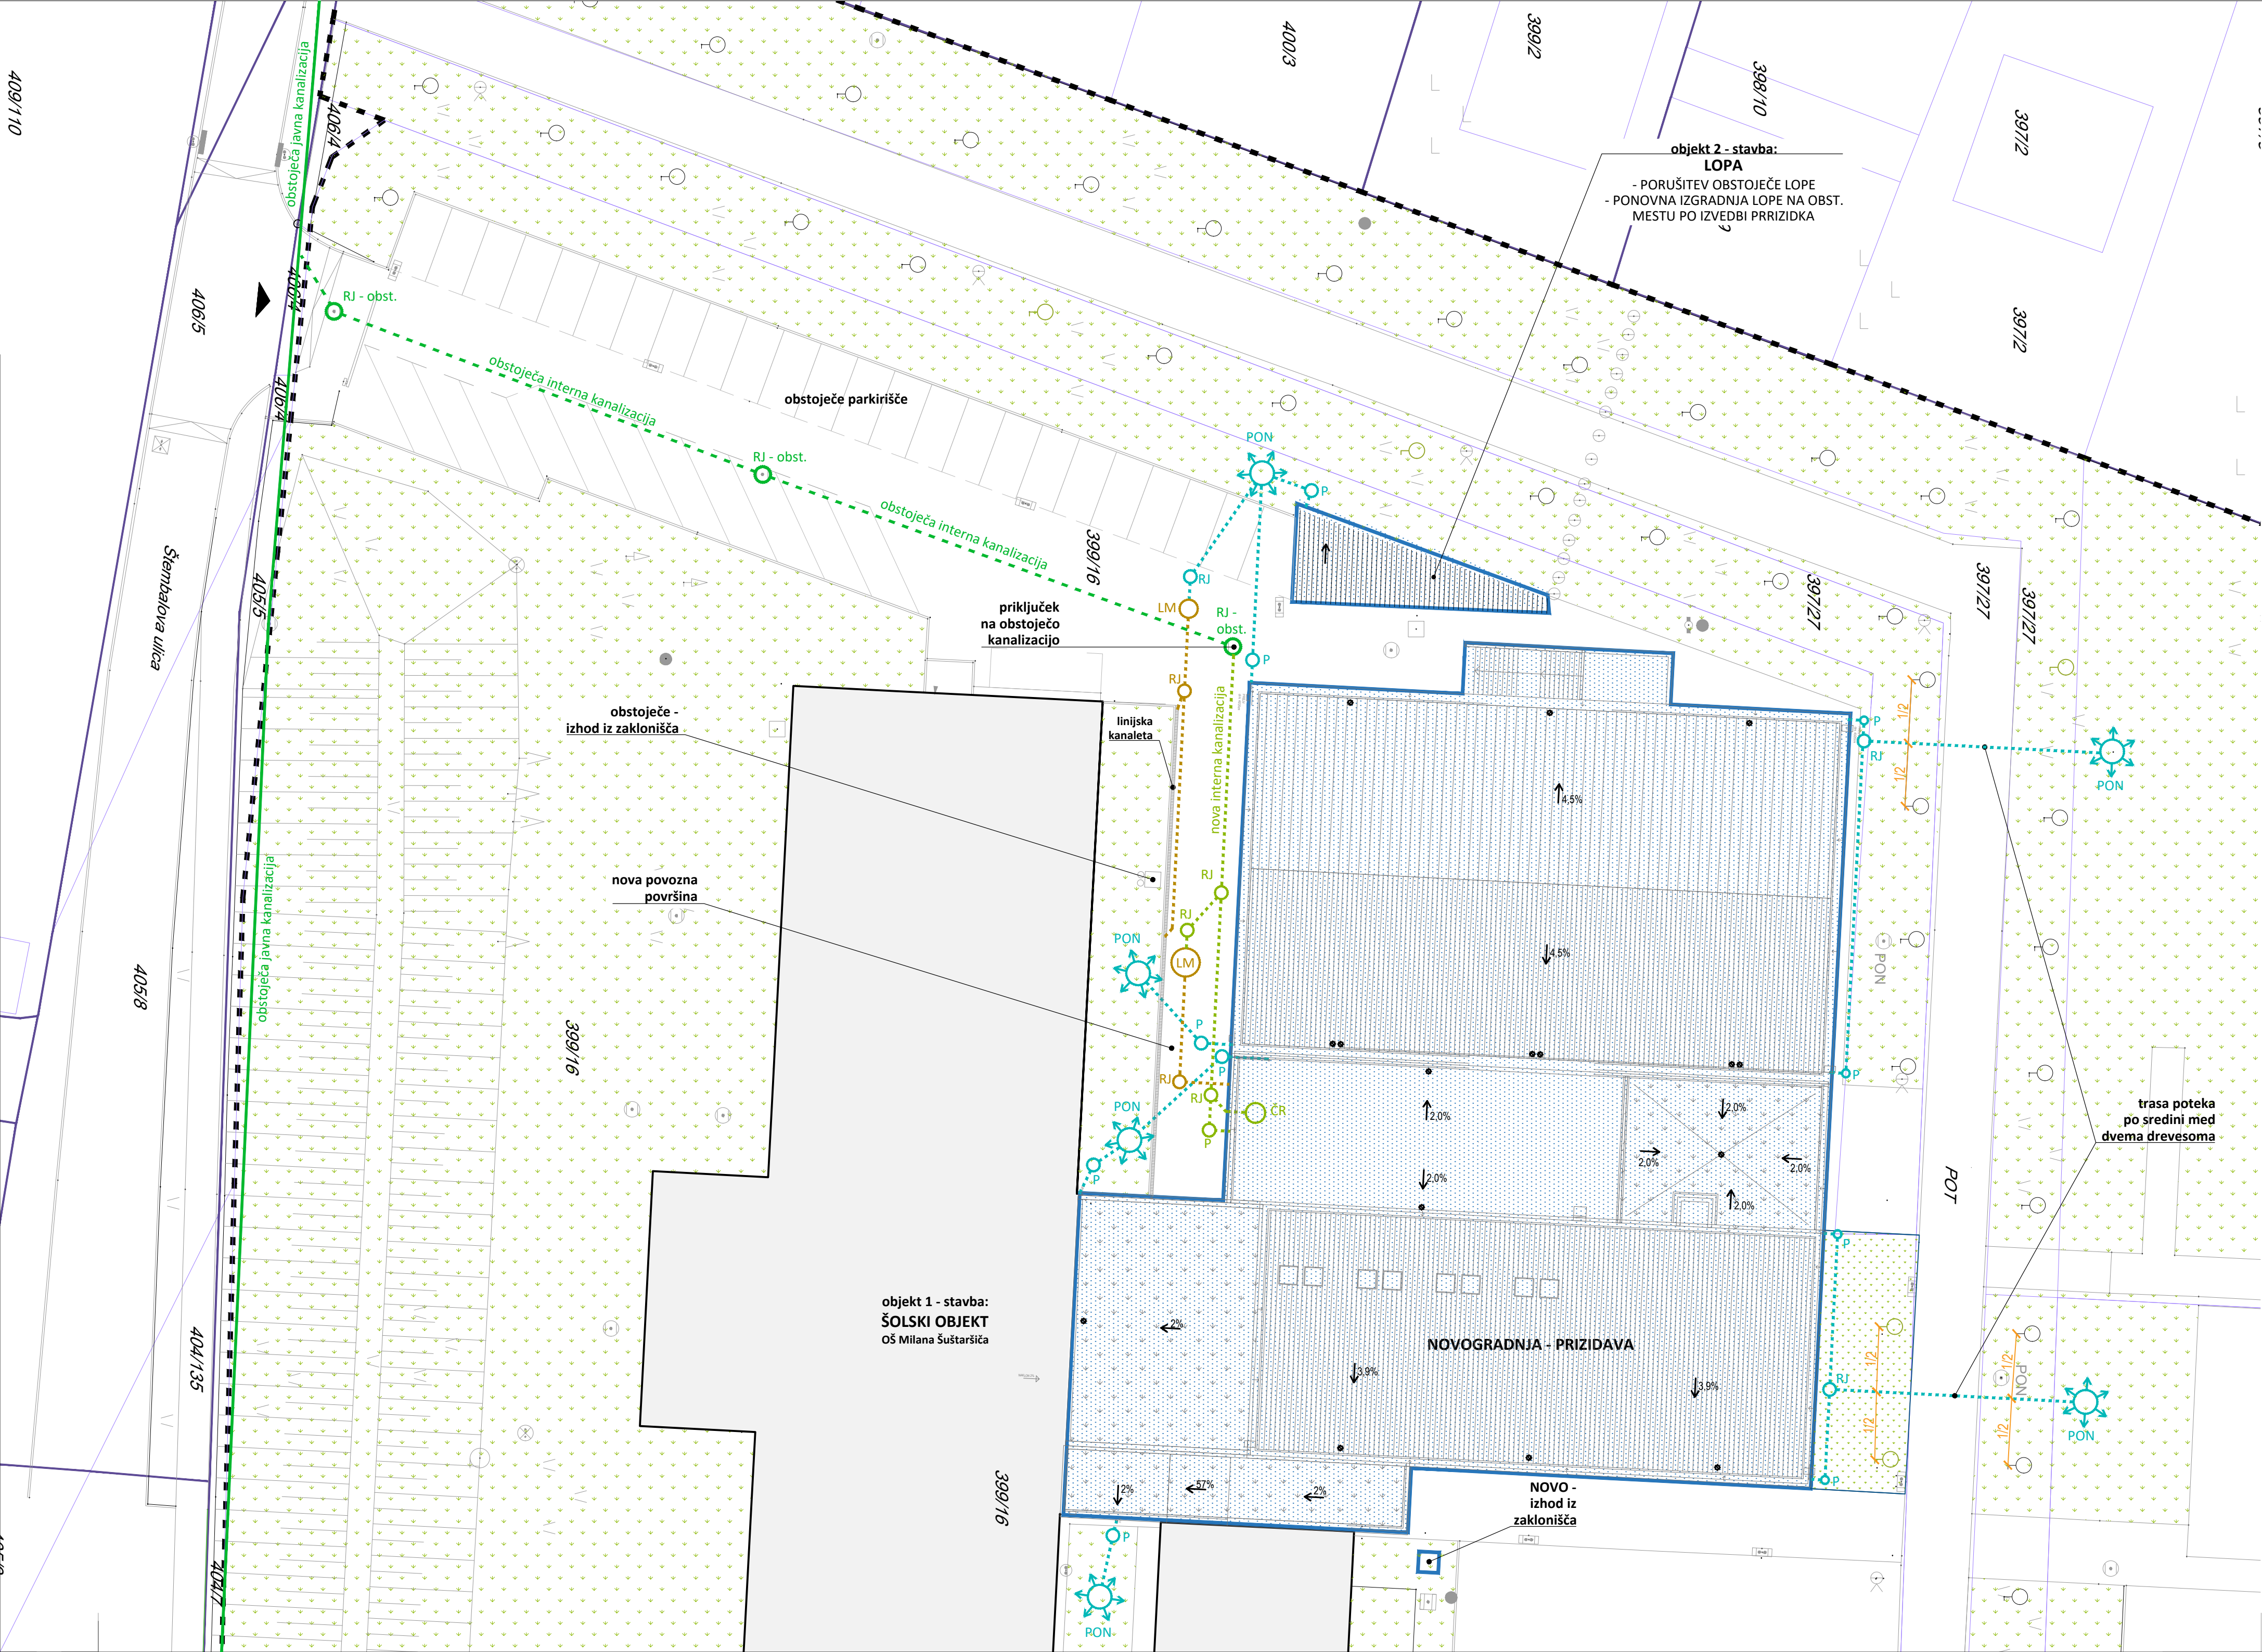 409/110
obstoječa javna kanalizacija
406/4
400/3
399/2
398/10
397/2
objekt 2 - stavba:
LOPA
- PORUŠITEV OBSTOJEČE LOPE
- PONOVNA IZGRADNJA LOPE NA OBST.
MESTU PO IZVEDBI PRRIZIDKA
406/5
406/4
RJ - obst.
397/2
obstoječa interna kanalizacija
obstoječe parkirišče
406/4
RJ - obst.
PON
P
obstoječa interna kanalizacija
399/16
Štembalova ulica
405/5
RJ
LM
priključek
na obstoječo
kanalizacijo
RJ -
obst.
P
397/27
397/27
397/27
RJ
obstoječe -
izhod iz zaklonišča
linijska
kanaleta
nova interna kanalizacija
P
RJ
1/2
1/2
PON
4,5%
nova povozna
površina
obstoječa javna kanalizacija
RJ
RJ
PON
LM
4,5%
PON
405/8
399/16
P
P
RJ
RJ
ČR
P
PON
P
P
2,0%
2,0%
2,0%
2,0%
2,0%
2,0%
trasa poteka
po sredini med
dvema drevesoma
POT
P
objekt 1 - stavba:
ŠOLSKI OBJEKT
OŠ Milana Šuštaršiča
2%
NOVOGRADNJA - PRIZIDAVA
3,9%
3,9%
404/135
1/2
1/2
RJ
1/2
1/2
PON
PON
399/16
2%
57%
2%
P
NOVO -
izhod iz
zaklonišča
404/7
P
PON